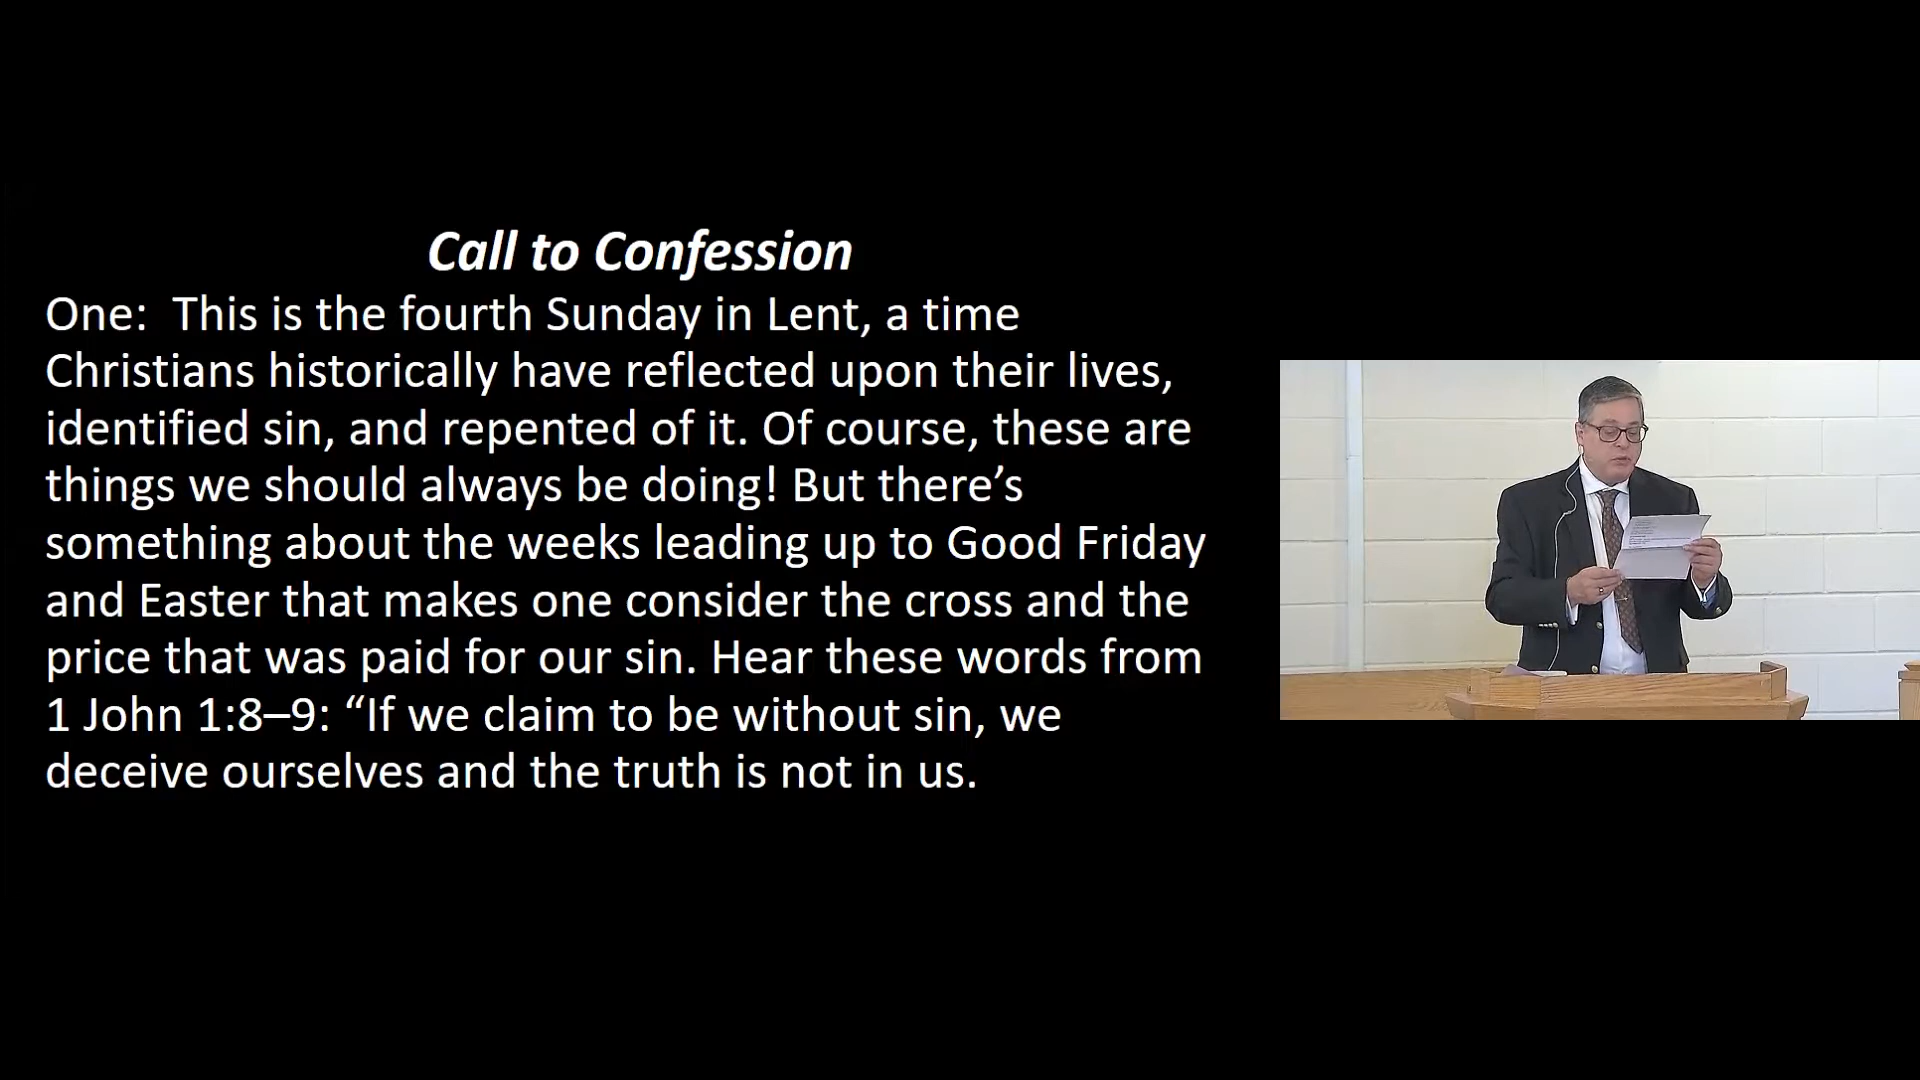 Call to Confession
One:  This is the fourth Sunday in Lent, a time
Christians historically have reflected upon their lives,
identified sin, and repented of it. Of course, these are
things we should always be doing! But there’s
something about the weeks leading up to Good Friday
and Easter that makes one consider the cross and the
price that was paid for our sin. Hear these words from
1 John 1:8–9: “If we claim to be without sin, we
deceive ourselves and the truth is not in us.